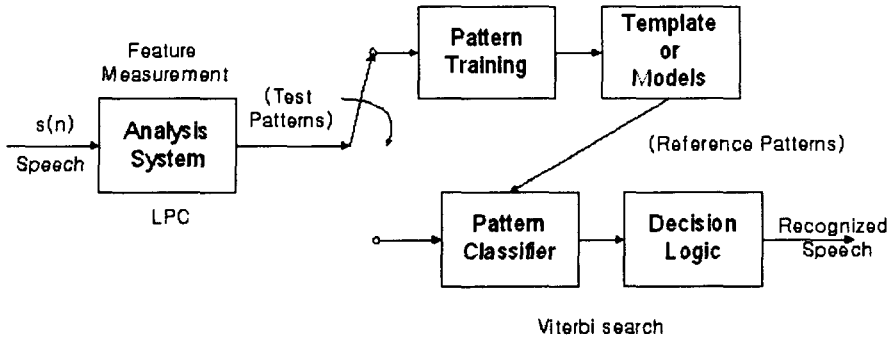 Feature
Measurement
s(n)
Speech
Analysis
System
LPC
(Test
Patterns)
Pattern
Training
Template
or
Models
(Reference Patterns)
Pattern
Classifier
Decision
Logic
Recognized
Speech
Viterbi search